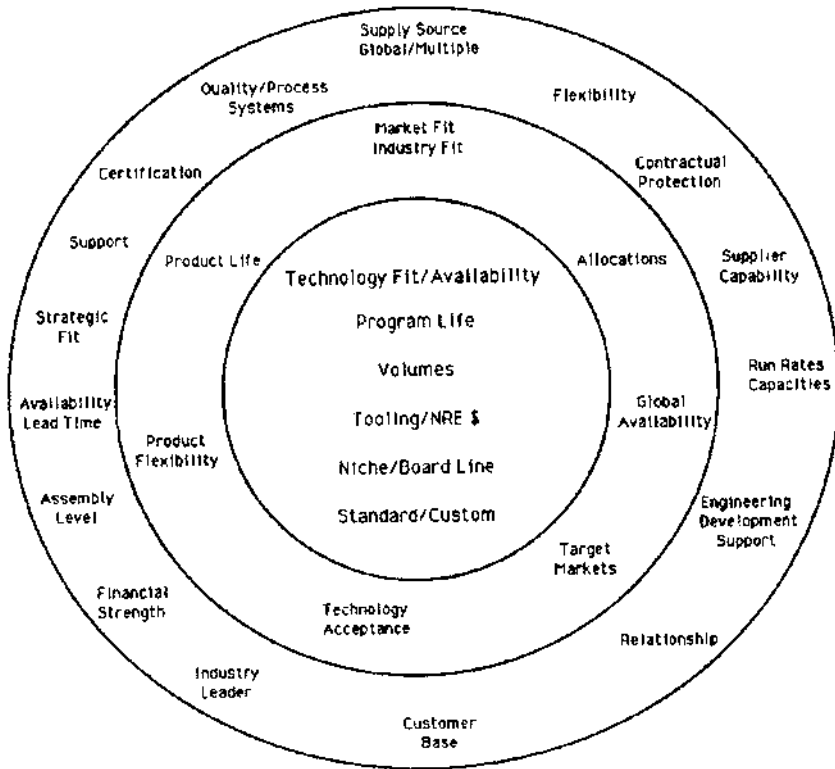 Supply Source
Global/Multiple
Quality/Process
Systems
Flexibility
Market Fit
Industry Fit
Certification
Contractual
Protection
Support
Product Life
Allocations
Supplier
Capability
Technology Fit/Availability
Strategic
Fit
Program Life
Volumes
Run Rates
Capacities
Availability
Lead Time
Tooling/NRE $
Global
Availability
Product
Flexibility
Niche/Board Line
Assembly
Level
Standard/Custom
Engineering
Development
Support
Target
Markets
Financial
Strength
Technology
Acceptance
Relationship
Industry
Leader
Customer
Base